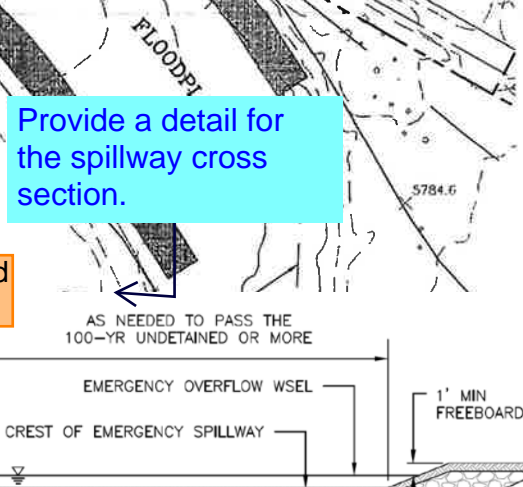 FLOODPL
Provide a detail for
the spillway cross
section.
5784.6
d
AS NEEDED TO PASS THE
100-YR UNDETAINED OR MORE
EMERGENCY OVERFLOW WSEL
1' MIN
FREEBOARD
CREST OF EMERGENCY SPILLWAY